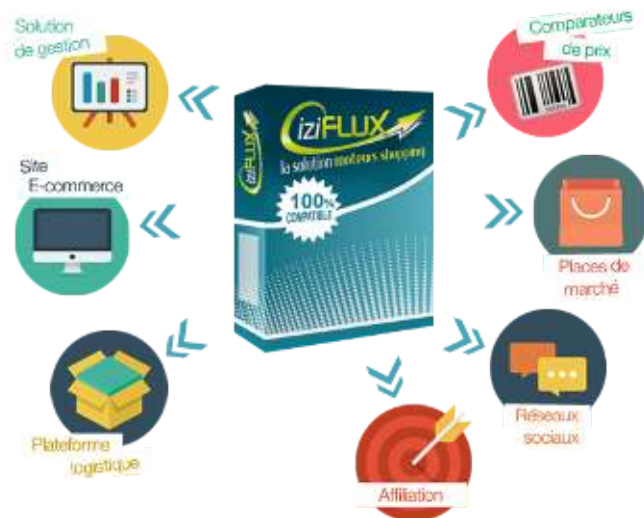 Solution
de gestion
Comparateurs
de prix
iziFLUX
la solution moteurs shopping
iziFLUX
100%
COMPATIBLE
Site
E-commerce
Places de
marché
Plateforme
logistique
Réseaux
sociaux
Affiliation